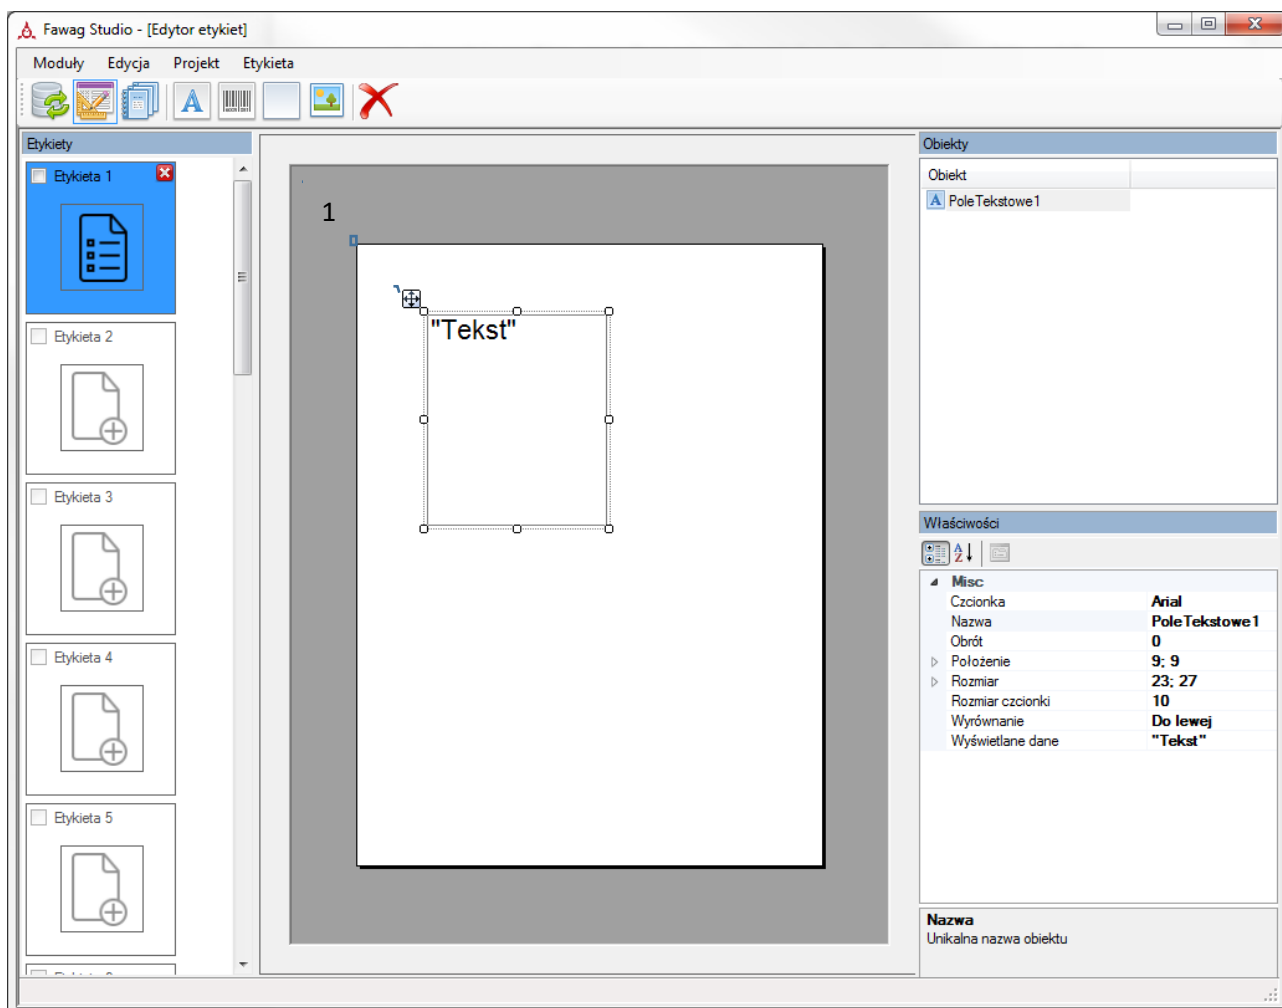 Fawag Studio - [Edytor etykiet]
Moduły Edycja Projekt Etykieta
Etykiety
Etykieta 1
Etykieta 2
Etykieta 3
Etykieta 4
Etykieta 5
1
"Tekst"
Obiekty
Obiekt
PoleTekstowe1
Właściwości
Misc
Czcionka Arial
Nazwa PoleTekstowe1
Obrót 0
Położenie 9; 9
Rozmiar 23; 27
Rozmiar czcionki 10
Wyrównanie Do lewej
Wyświetlane dane "Tekst"
Nazwa
Unikalna nazwa obiektu